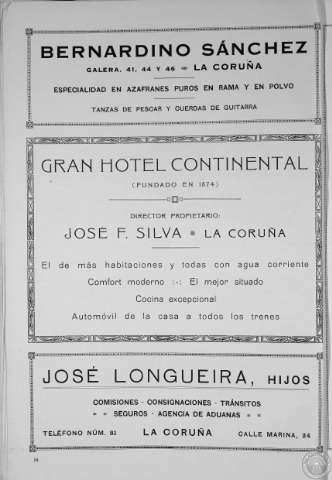 BERNARDINO SÁNCHEZ
GALERA, 41, 44 Y 46 - LA CORUÑA
ESPECIALIDAD EN AZAFRANES PUROS EN RAMA Y EN POLVO
TANZAS DE PESCAR Y CUERDAS DE GUITARRA
GRAN HOTEL CONTINENTAL
(FUNDADO EN 1874)
DIRECTOR PROPIETARIO:
JOSÉ F. SILVA * LA CORUÑA
El de más habitaciones y todas con agua corriente
Comfort moderno :-: El mejor situado
Cocina excepcional
Automóvil de la casa a todos los trenes
JOSÉ LONGUEIRA, HIJOS
COMISIONES - CONSIGNACIONES - TRÁNSITOS
* * SEGUROS - AGENCIA DE ADUANAS * *
TELÉFONO NÚM. 81 LA CORUÑA CALLE MARINA, 24